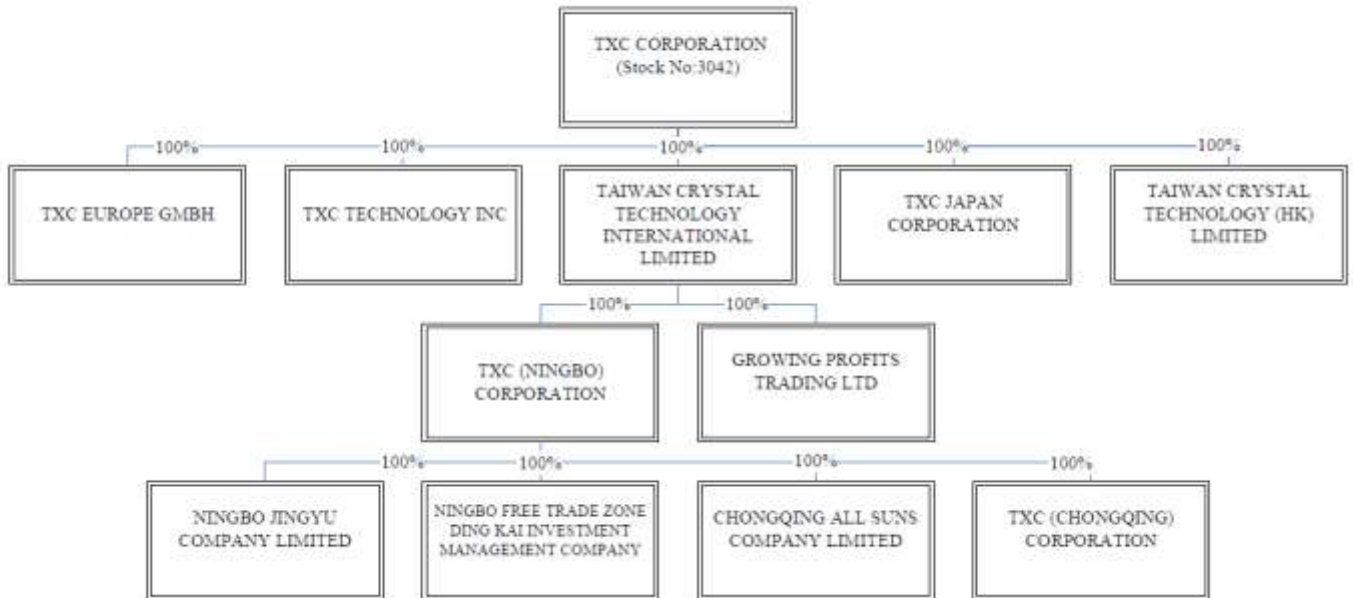 TXC CORPORATION
(Stock No:3042)
100%
100%
100%
100%
100%
TXC EUROPE GMBH
TXC TECHNOLOGY INC
TAIWAN CRYSTAL
TECHNOLOGY
INTERNATIONAL
LIMITED
TXC JAPAN
CORPORATION
TAIWAN CRYSTAL
TECHNOLOGY (HK)
LIMITED
100%
100%
TXC (NINGBO)
CORPORATION
GROWING PROFITS
TRADING LTD
100%
100%
100%
100%
NINGBO JINGYU
COMPANY LIMITED
NINGBO FREE TRADE ZONE
DING KAI INVESTMENT
MANAGEMENT COMPANY
CHONGQING ALL SUNS
COMPANY LIMITED
TXC (CHONGQING)
CORPORATION